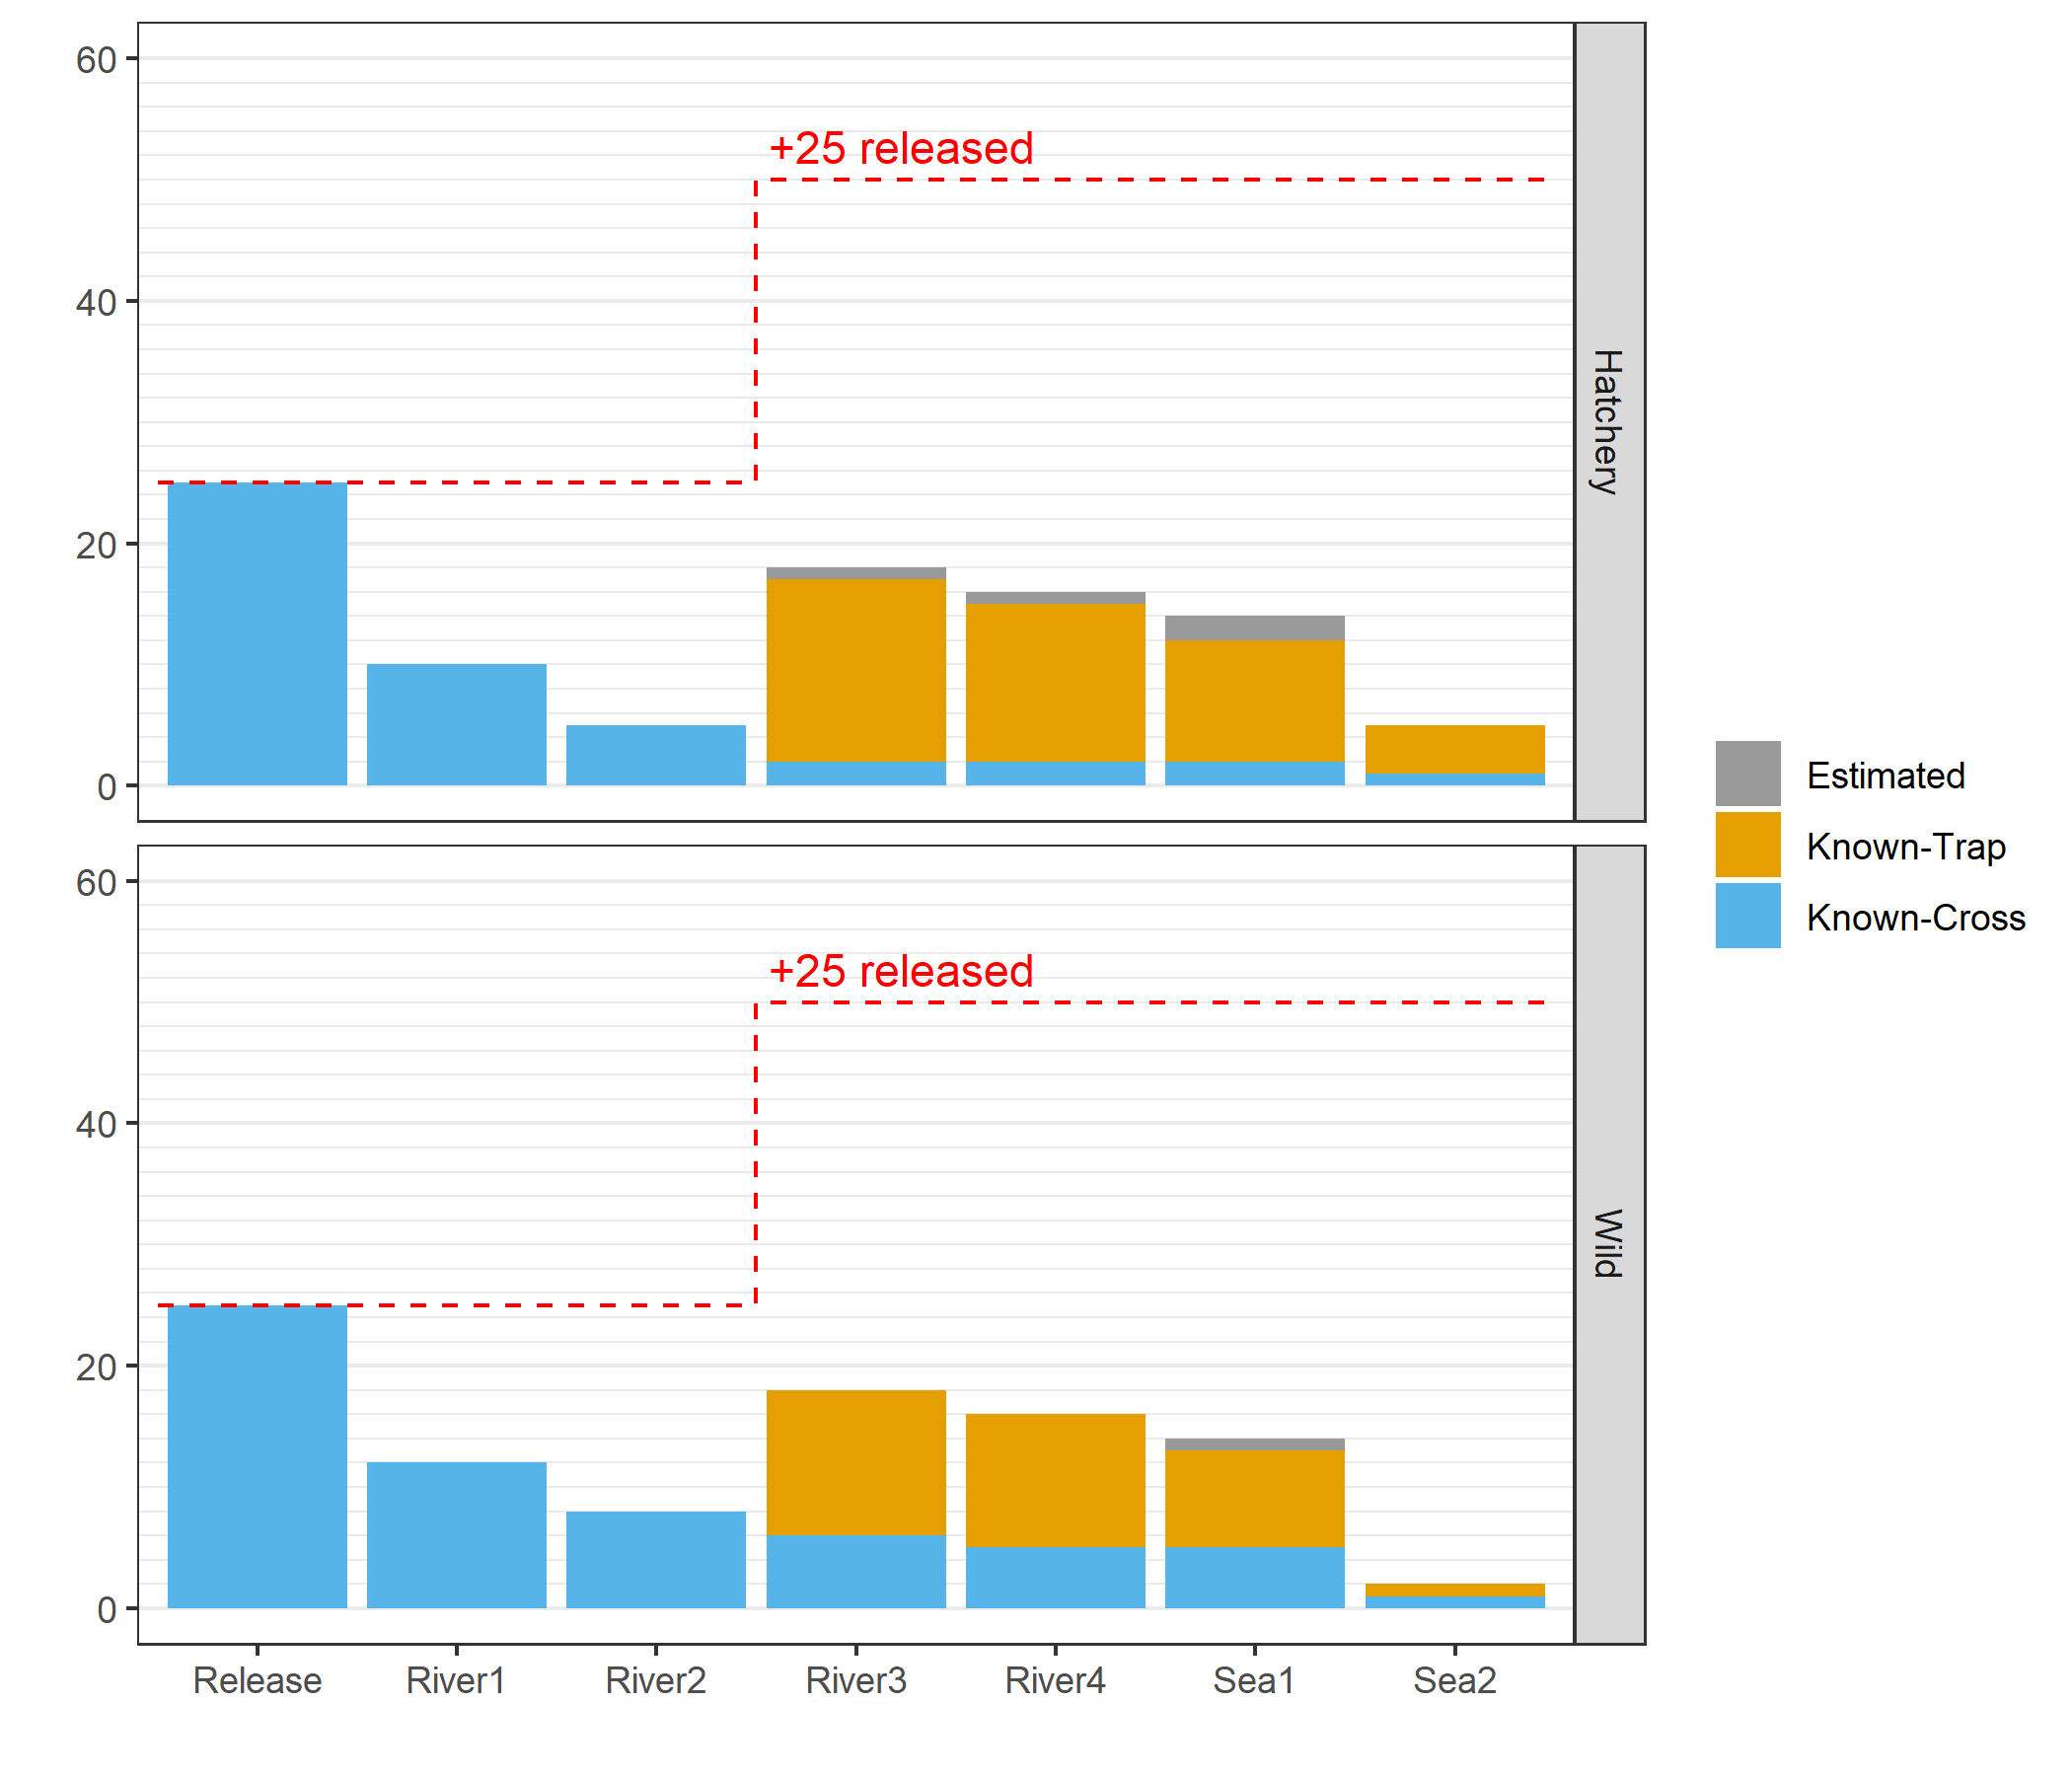 60
40
20
0
+25 released
Hatchery
60
40
20
0
+25 released
Wild
Release River1 River2 River3 River4 Sea1 Sea2
Estimated
Known-Trap
Known-Cross